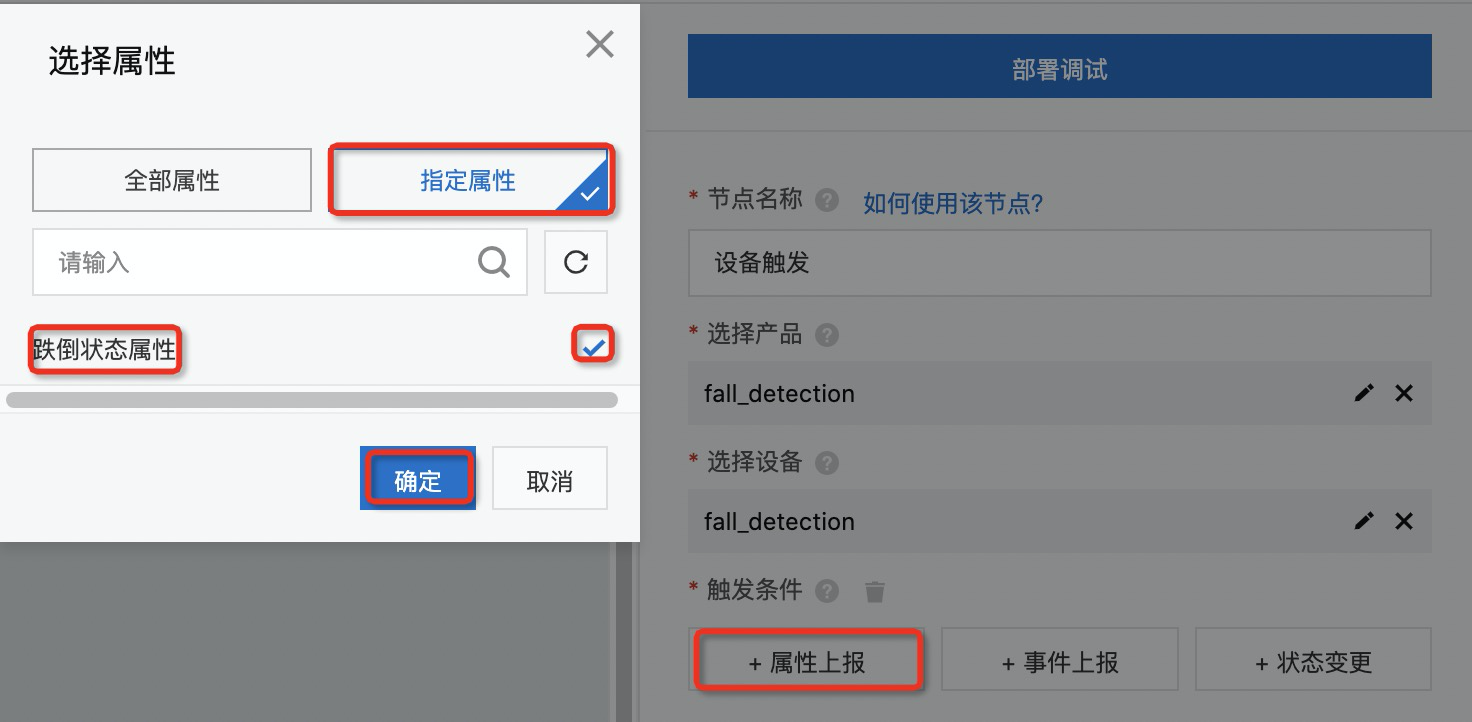 选择属性
全部属性
指定属性
请输入
跌倒状态属性
确定
取消
部署调试
* 节点名称 ? 如何使用该节点?
设备触发
* 选择产品 ?
fall_detection
* 选择设备 ?
fall_detection
* 触发条件 ?
+ 属性上报
+ 事件上报
+ 状态变更